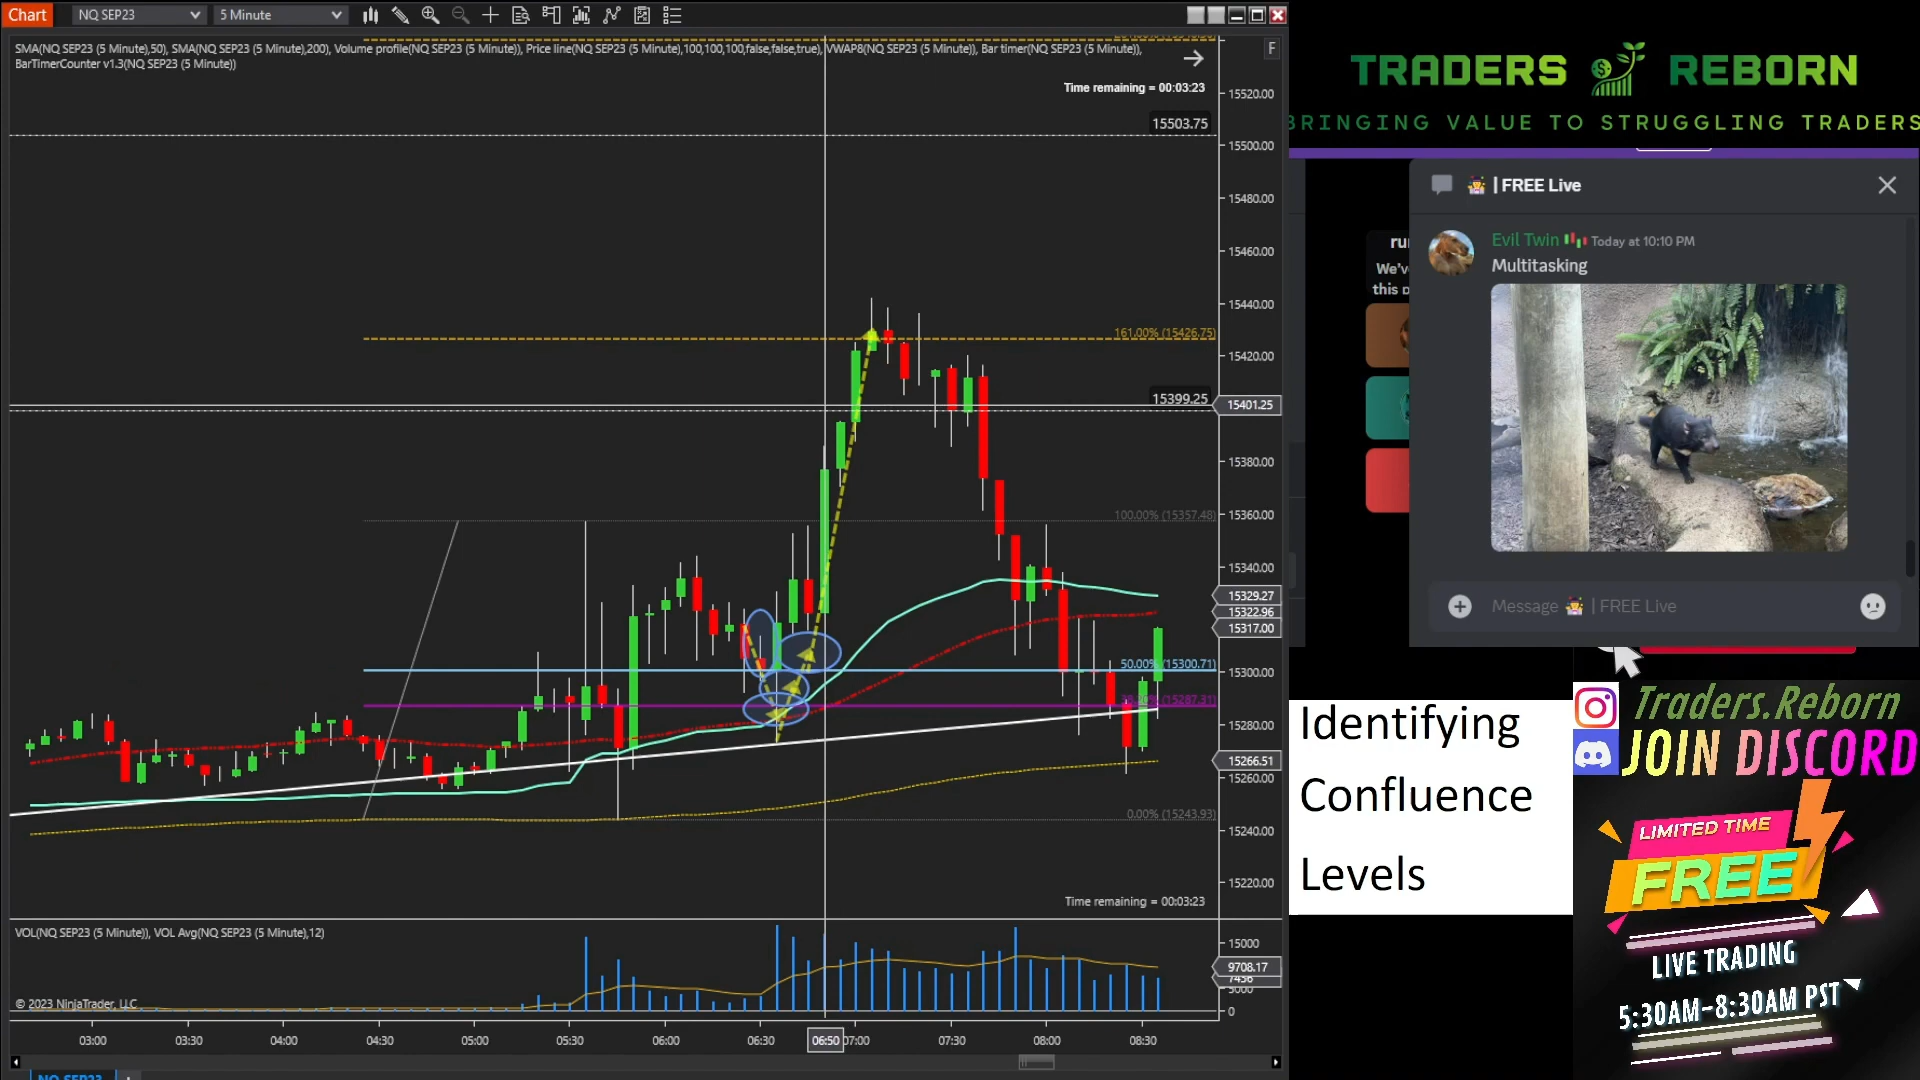 Chart
NQ SEP23
5 Minute
SMA(NQ SEP23 (5 Minute),50), SMA(NQ SEP23 (5 Minute),200), Volume profile(NQ SEP23 (5 Minute)), Price line(NQ SEP23 (5 Minute),100,100,100,false,false,true), VWAP8(NQ SEP23 (5 Minute)), Bar timer(NQ SEP23 (5 Minute)),
BarTimerCounter v1.3(NQ SEP23 (5 Minute))
F
Time remaining = 00:03:23
15520.00
15503.75
15500.00
15480.00
15460.00
15440.00
161.00% (15426.75)
15420.00
15399.25
15401.25
15380.00
100.00% (15357.48)
15360.00
15340.00
15329.27
15322.96
15317.00
50.00% (15300.71)
15300.00
(15287.31)
15280.00
15266.51
15260.00
0.00% (15243.93)
15240.00
15220.00
Time remaining = 00:03:23
VOL(NQ SEP23 (5 Minute)), VOL Avg(NQ SEP23 (5 Minute),12)
15000
9708.17
0
© 2023 NinjaTrader, LLC
03:00
03:30
04:00
04:30
05:00
05:30
06:00
06:30
06:50
07:00
07:30
08:00
08:30
NQ SEP23
TRADERS REBORN
BRINGING VALUE TO STRUGGLING TRADERS
| FREE Live
We'v
this p
Evil Twin Today at 10:10 PM
Multitasking
Message | FREE Live
Identifying
Confluence
Levels
Traders.Reborn
JOIN DISCORD
LIMITED TIME
FREE
LIVE TRADING
5:30AM-8:30AM PST